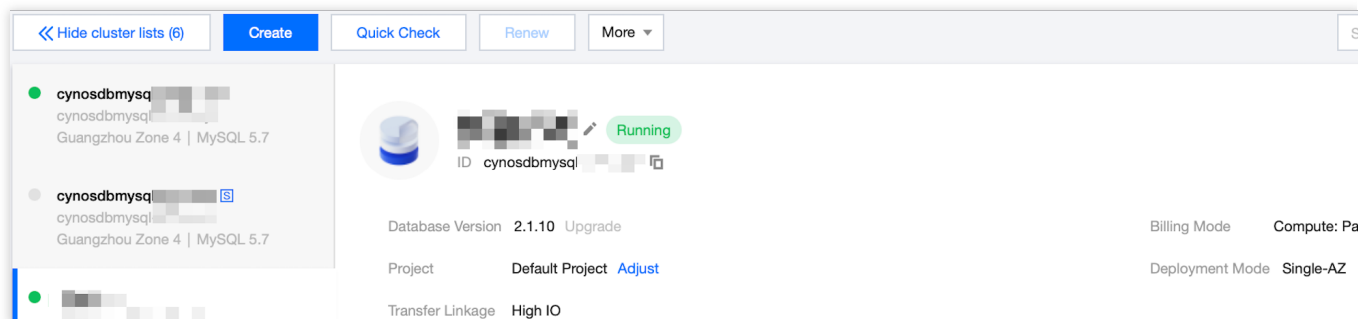 Hide cluster lists (6) Create Quick Check Renew More
cynosdbmysq
cynosdbmysql
Guangzhou Zone 4 | MySQL 5.7
cynosdbmysq S
cynosdbmysql
Guangzhou Zone 4 | MySQL 5.7
Running
ID cynosdbmysql
Database Version 2.1.10 Upgrade
Billing Mode Compute: Pa
Project Default Project Adjust
Deployment Mode Single-AZ
Transfer Linkage High IO